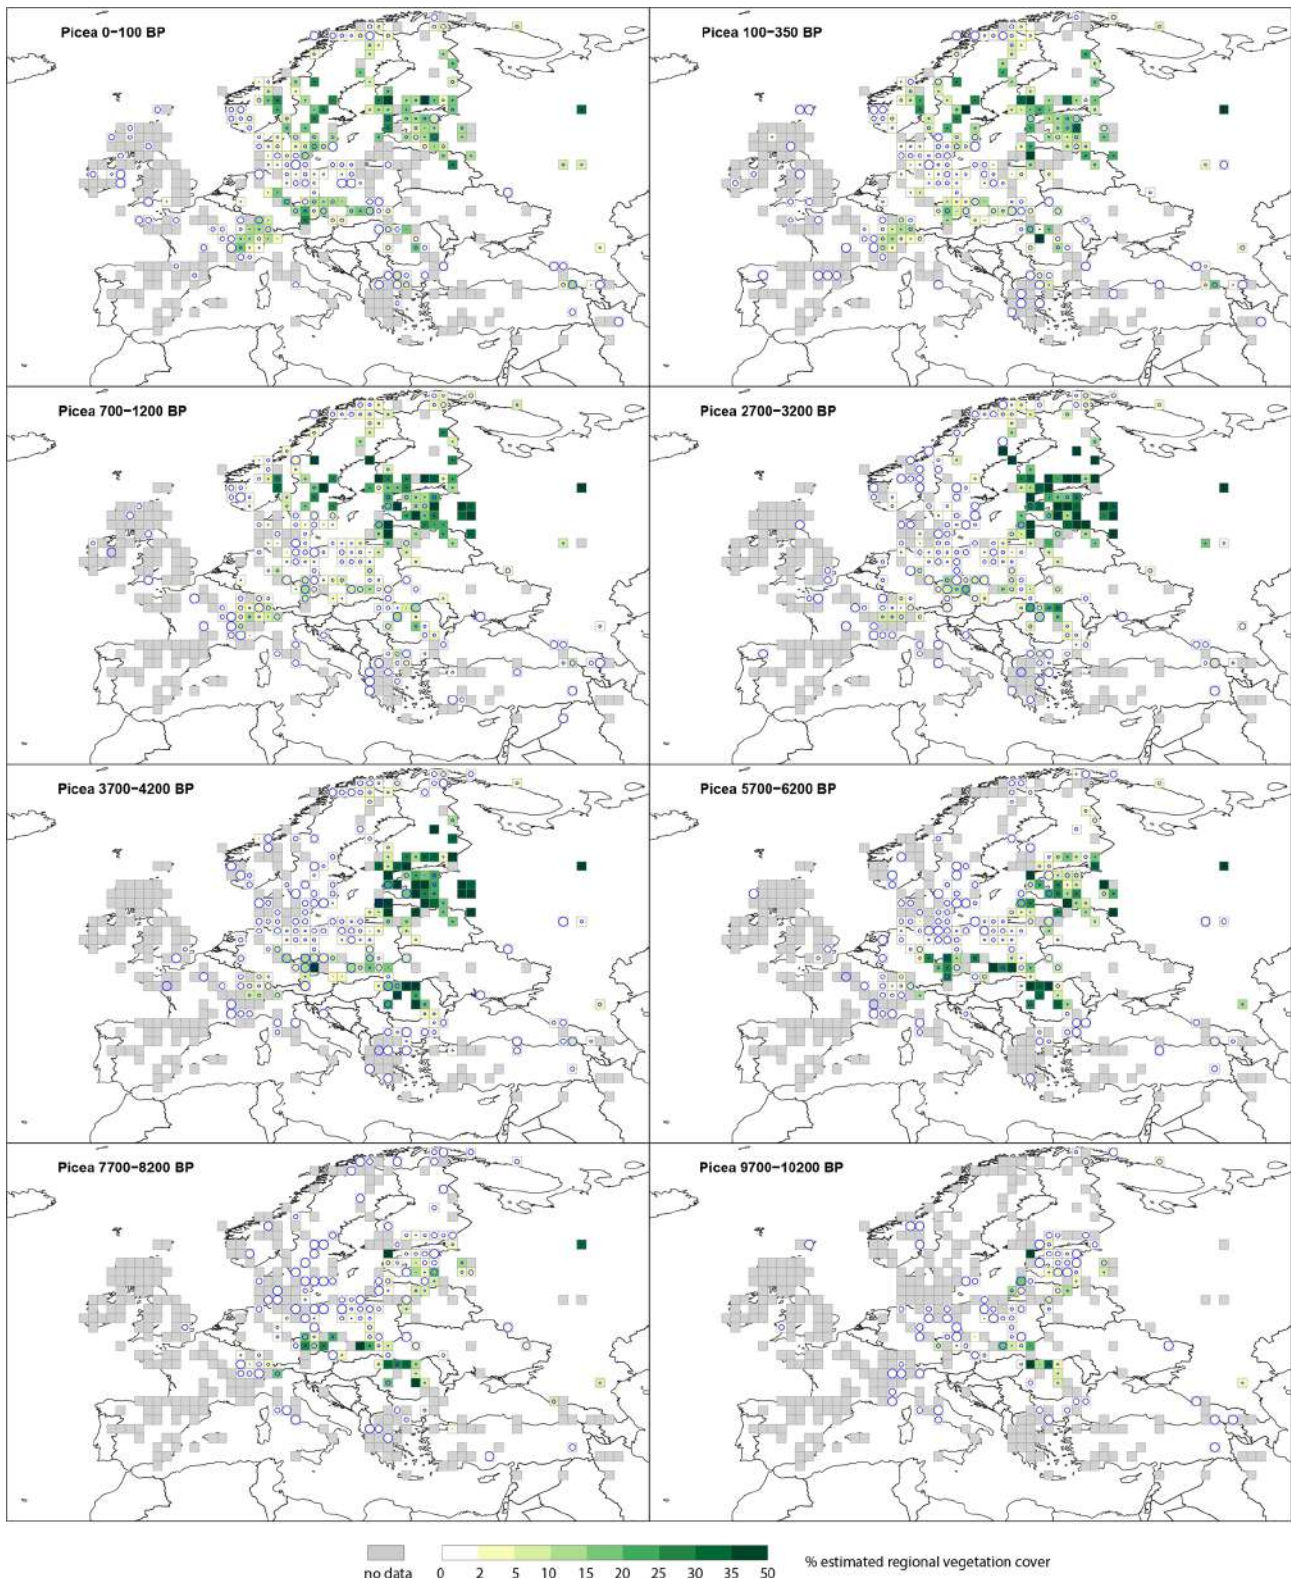 Picea 0−100 BP
Picea 100−350 BP
Picea 700−1200 BP
Picea 2700−3200 BP
Picea 3700−4200 BP
Picea 5700−6200 BP
Picea 7700−8200 BP
Picea 9700−10200 BP
no data
0 2 5 10 15 20 25 30 35 50
% estimated regional vegetation cover